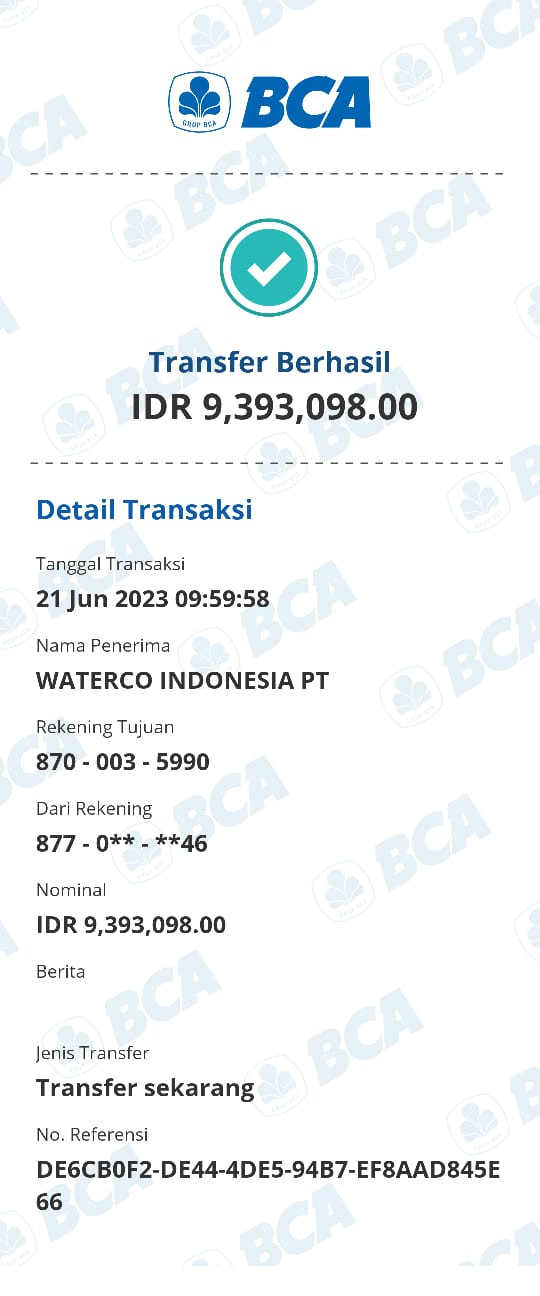 GRUP BCA
BCA
Transfer Berhasil
IDR 9,393,098.00
Detail Transaksi
Tanggal Transaksi
21 Jun 2023 09:59:58
Nama Penerima
WATERCO INDONESIA PT
Rekening Tujuan
870 - 003 - 5990
Dari Rekening
877 - 0** - **46
Nominal
IDR 9,393,098.00
Berita
Jenis Transfer
Transfer sekarang
No. Referensi
DE6CB0F2-DE44-4DE5-94B7-EF8AAD845E
66